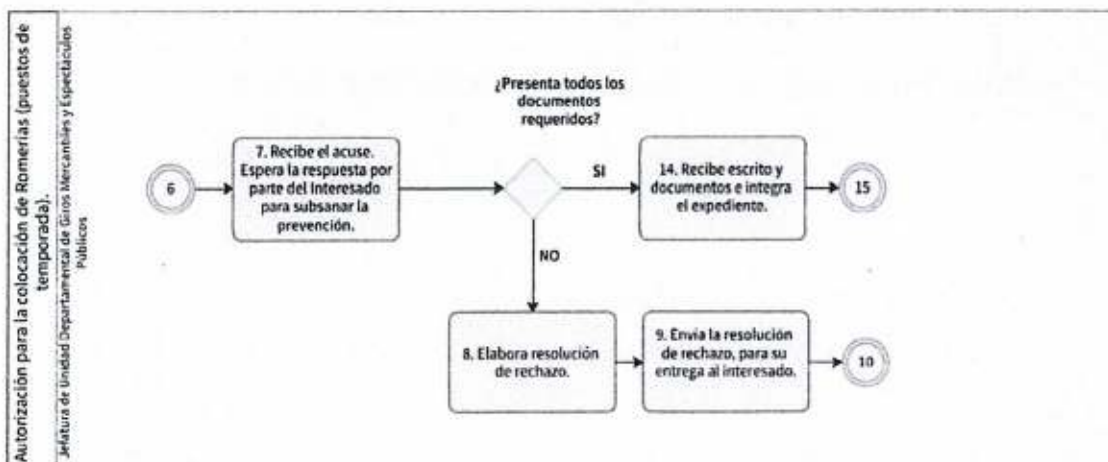 Autorización para la colocación de Romerías (puestos de
temporada).
Jefatura de Unidad Departamental de Giros Mercantiles y Espectáculos
Públicos
¿Presenta todos los
documentos
requeridos?
6
7. Recibe el acuse.
Espera la respuesta por
parte del Interesado
para subsanar la
prevención.
SI
14. Recibe escrito y
documentos e integra
el expediente.
15
NO
8. Elabora resolución
de rechazo.
9. Envía la resolución
de rechazo, para su
entrega al interesado.
10